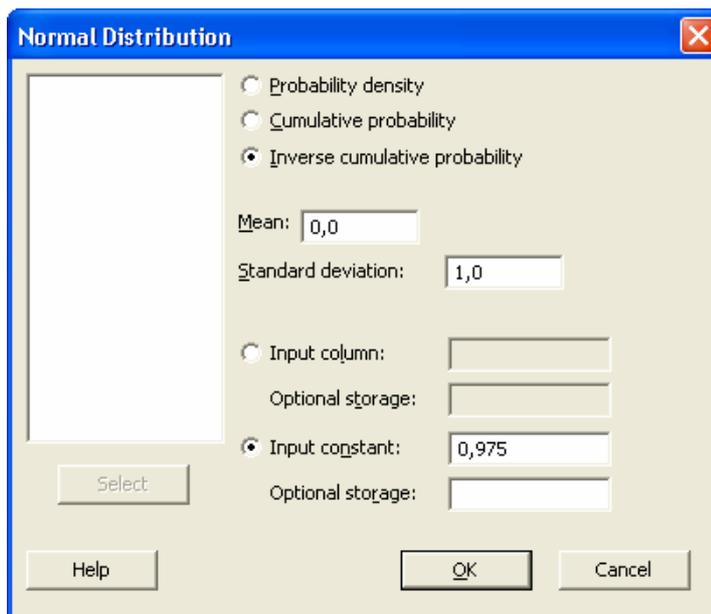 Normal Distribution
Probability density
Cumulative probability
Inverse cumulative probability
Mean: 0,0
Standard deviation: 1,0
Input column:
Optional storage:
Input constant: 0,975
Optional storage:
Select
Help OK Cancel